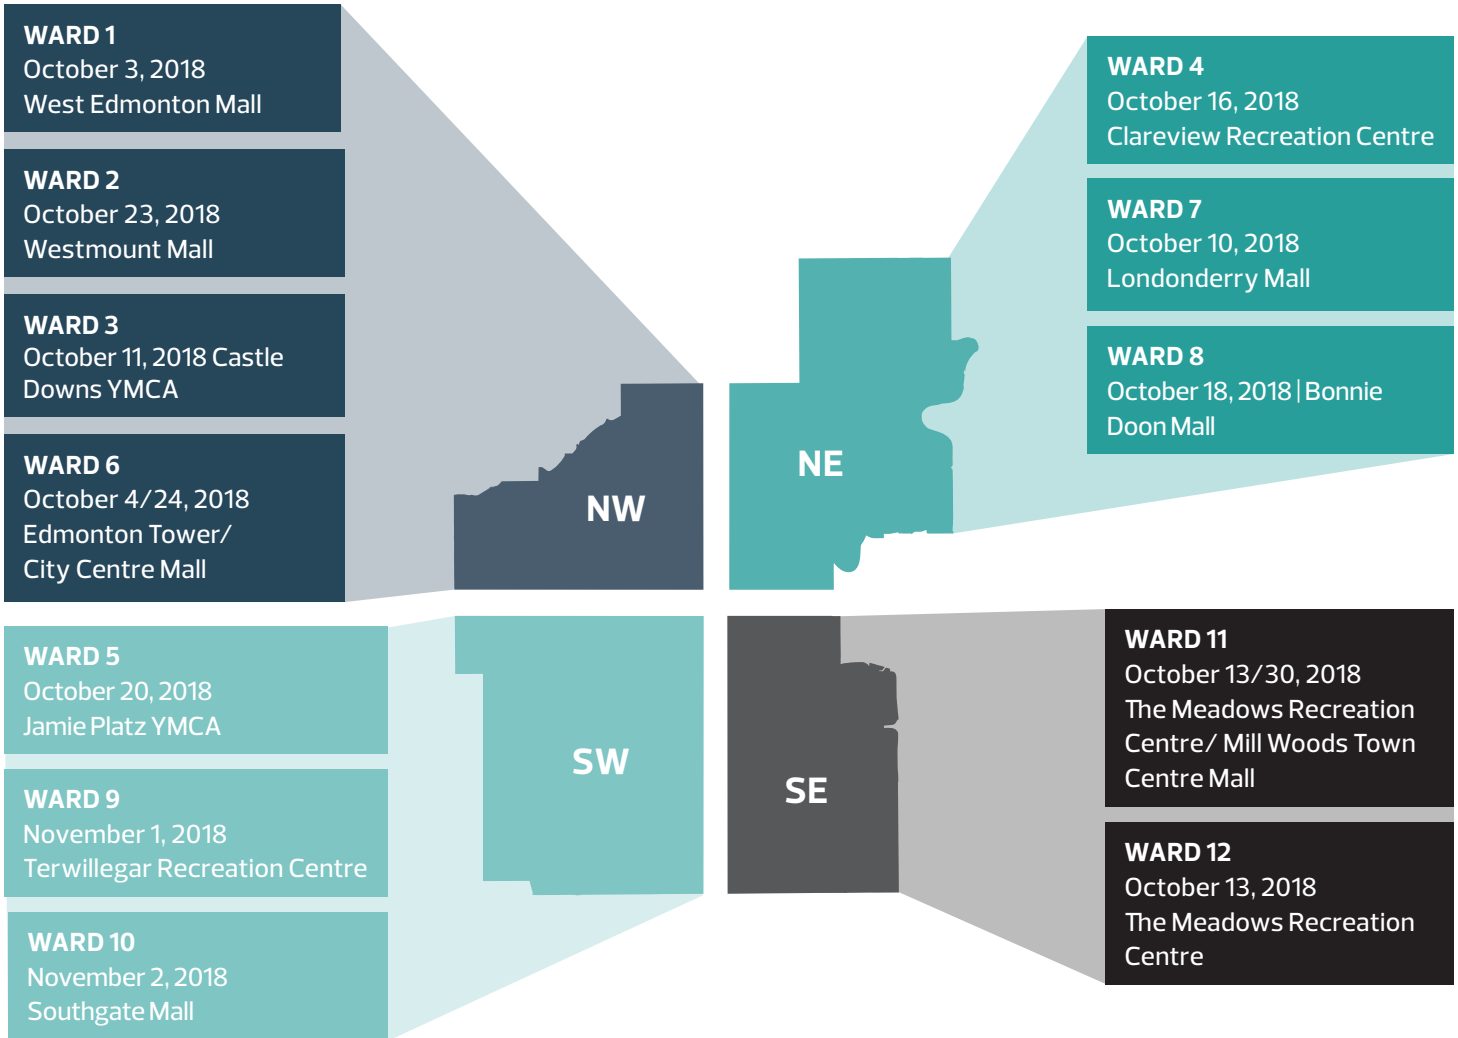 WARD 1
October 3, 2018
West Edmonton Mall
WARD 2
October 23, 2018
Westmount Mall
WARD 3
October 11, 2018 Castle
Downs YMCA
WARD 6
October 4/24, 2018
Edmonton Tower/
City Centre Mall
WARD 4
October 16, 2018
Clareview Recreation Centre
WARD 7
October 10, 2018
Londonderry Mall
WARD 8
October 18, 2018 | Bonnie
Doon Mall
NW
NE
SW
SE
WARD 5
October 20, 2018
Jamie Platz YMCA
WARD 9
November 1, 2018
Terwillegar Recreation Centre
WARD 10
November 2, 2018
Southgate Mall
WARD 11
October 13/30, 2018
The Meadows Recreation
Centre/ Mill Woods Town
Centre Mall
WARD 12
October 13, 2018
The Meadows Recreation
Centre